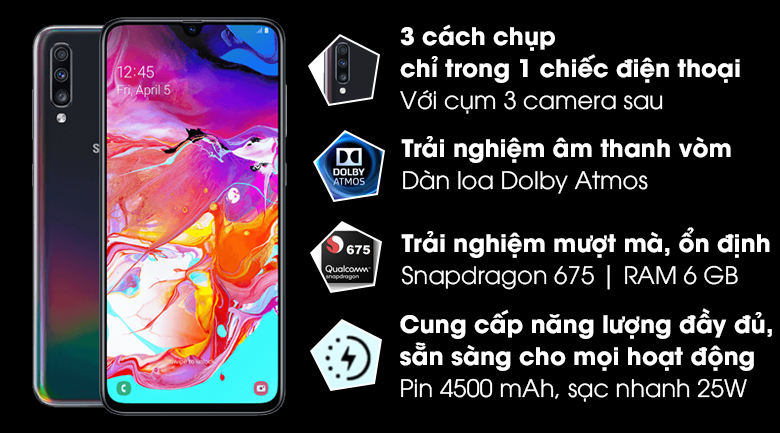 12:45
Fri, April 5
S
Swipe to unlock
3 cách chụp
chỉ trong 1 chiếc điện thoại
Với cụm 3 camera sau
DOLBY
ATMOS
Trải nghiệm âm thanh vòm
Dàn loa Dolby Atmos
675
Qualcomm
snapdragon
Trải nghiệm mượt mà, ổn định
Snapdragon 675 | RAM 6 GB
Cung cấp năng lượng đầy đủ,
sẵn sàng cho mọi hoạt động
Pin 4500 mAh, sạc nhanh 25W